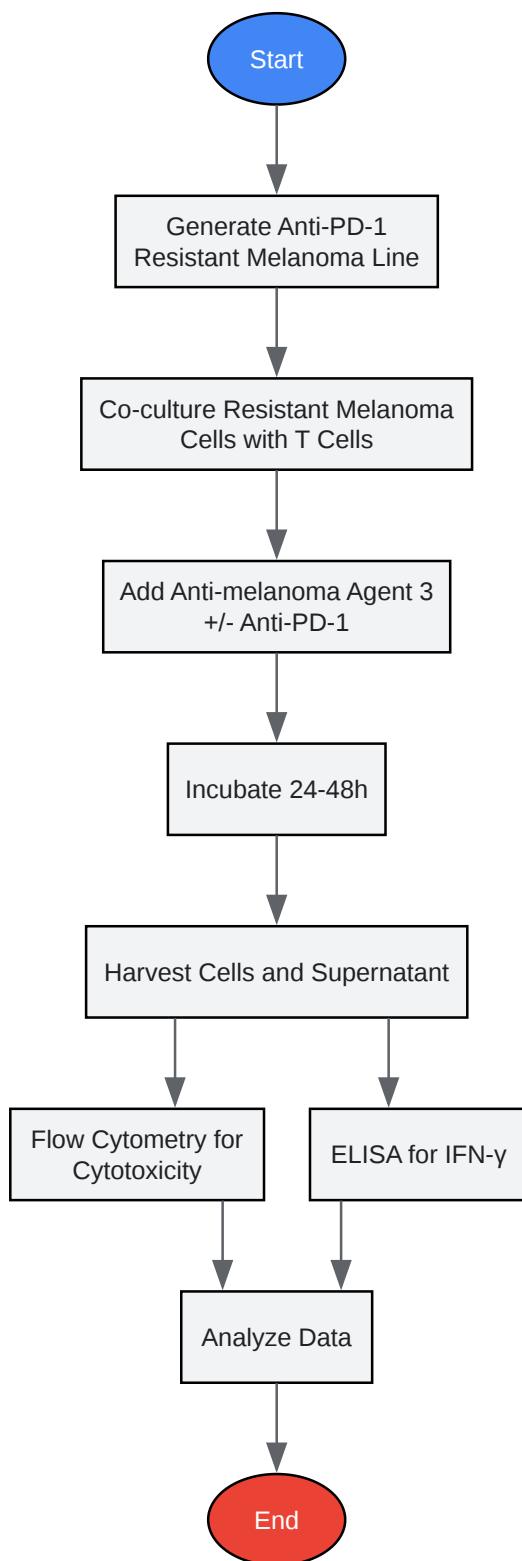 Start
Generate Anti-PD-1
Resistant Melanoma Line
Co-culture Resistant Melanoma
Cells with T Cells
Add Anti-melanoma Agent 3
+/- Anti-PD-1
Incubate 24-48h
Harvest Cells and Supernatant
Flow Cytometry for
Cytotoxicity
ELISA for IFN-γ
Analyze Data
End